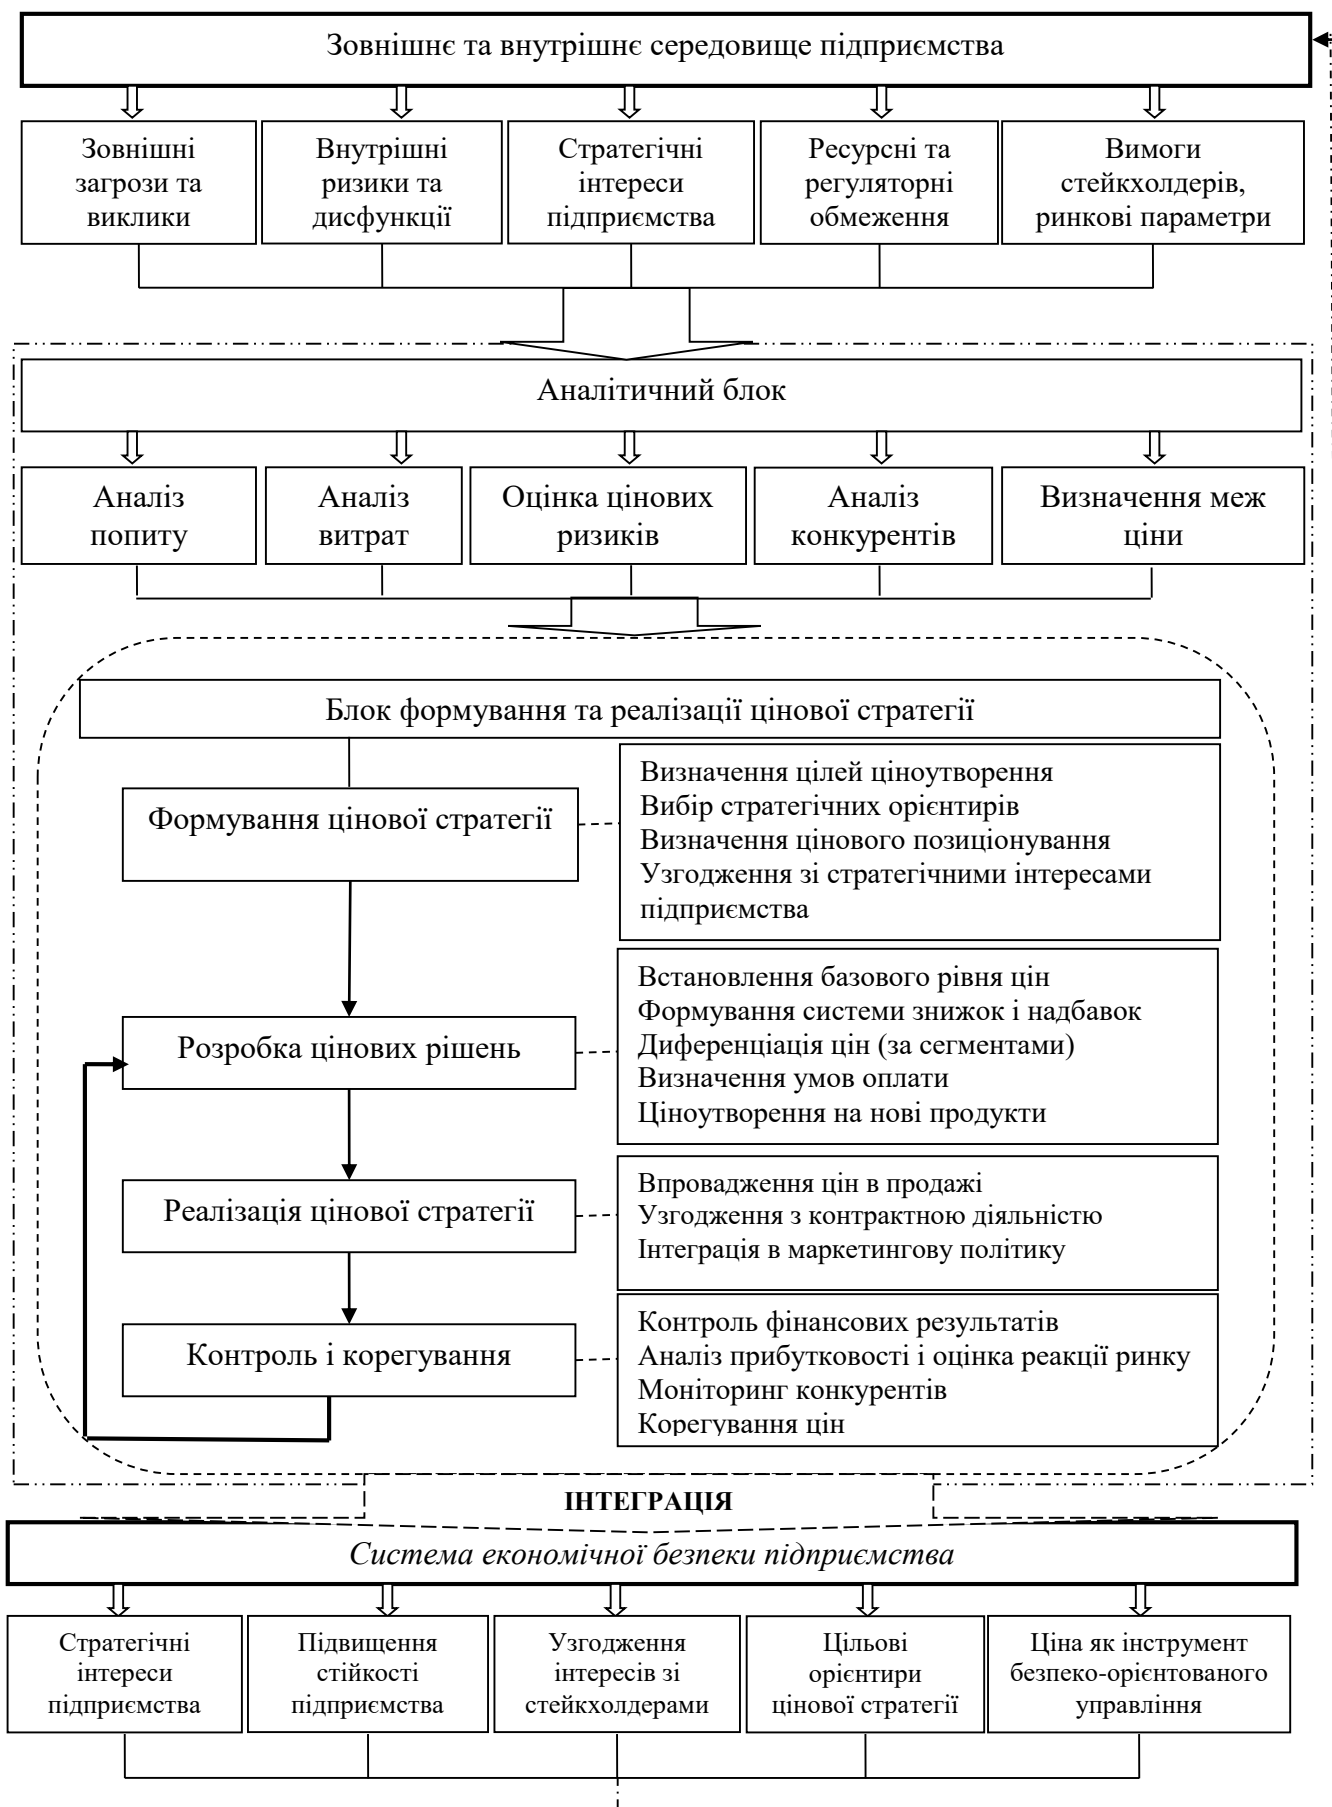 Зовнішнє та внутрішнє середовище підприємства
Зовнішні
загрози та
виклики
Внутрішні
ризики та
дисфункції
Стратегічні
інтереси
підприємства
Ресурсні та
регуляторні
обмеження
Вимоги
стейкхолдерів,
ринкові параметри
Аналітичний блок
Аналіз
попиту
Аналіз
витрат
Оцінка цінових
ризиків
Аналіз
конкурентів
Визначення меж
ціни
Блок формування та реалізації цінової стратегії
Формування цінової стратегії
Визначення цілей ціноутворення
Вибір стратегічних орієнтирів
Визначення цінового позиціонування
Узгодження зі стратегічними інтересами
підприємства
Розробка цінових рішень
Встановлення базового рівня цін
Формування системи знижок і надбавок
Диференціація цін (за сегментами)
Визначення умов оплати
Ціноутворення на нові продукти
Реалізація цінової стратегії
Впровадження цін в продажі
Узгодження з контрактною діяльністю
Інтеграція в маркетингову політику
Контроль і корегування
Контроль фінансових результатів
Аналіз прибутковості і оцінка реакції ринку
Моніторинг конкурентів
Корегування цін
ІНТЕГРАЦІЯ
Система економічної безпеки підприємства
Стратегічні
інтереси
підприємства
Підвищення
стійкості
підприємства
Узгодження
інтересів зі
стейкхолдерами
Цільові
орієнтири
цінової стратегії
Ціна як інструмент
безпеко-орієнтованого
управління